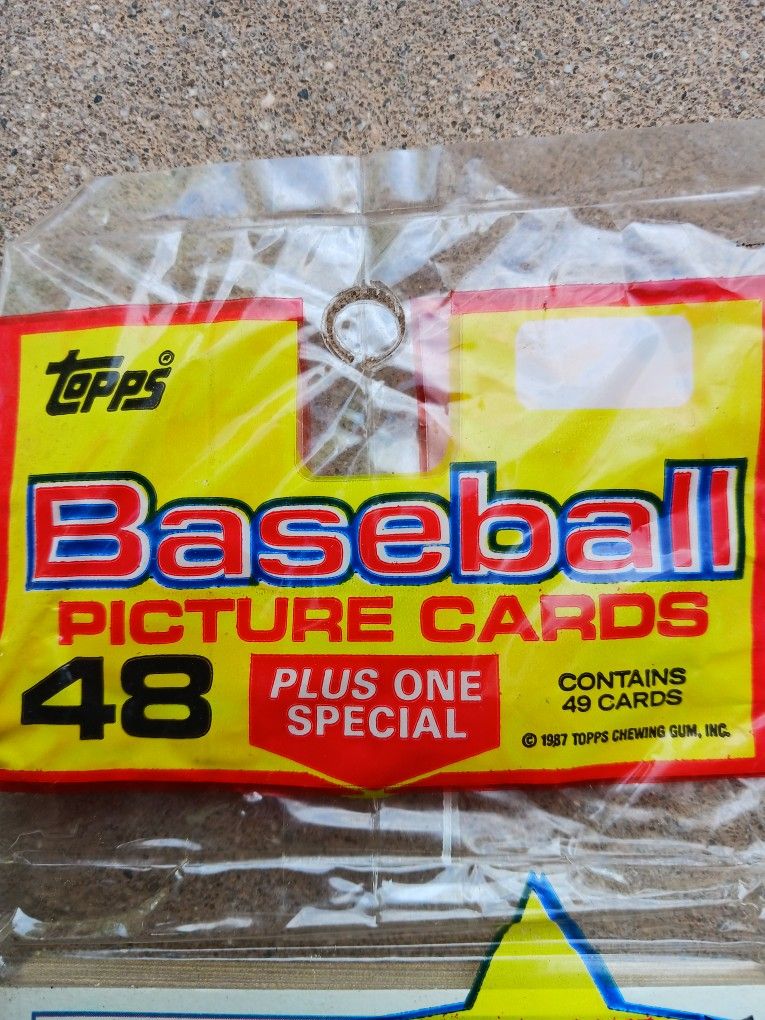 Topps®
Baseball
PICTURE CARDS
48
PLUS ONE
SPECIAL
CONTAINS
49 CARDS
© 1987 TOPPS CHEWING GUM, INC.